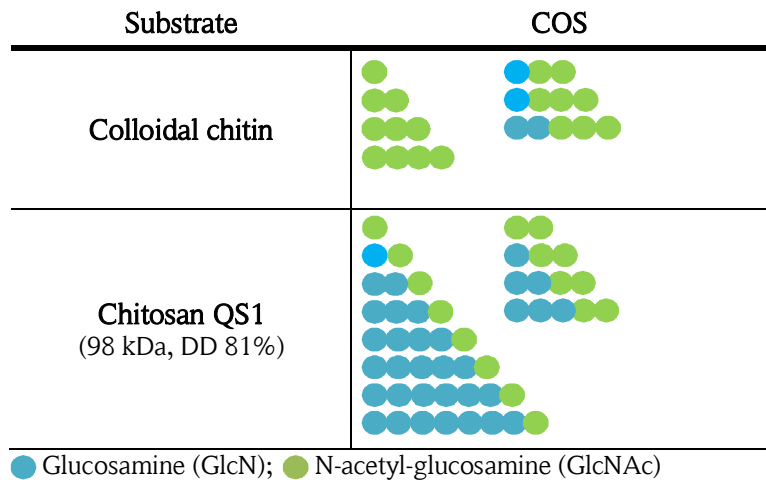 Substrate COS
Colloidal chitin
Chitosan QS1
(98 kDa, DD 81%)
Glucosamine (GlcN); N-acetyl-glucosamine (GlcNAc)